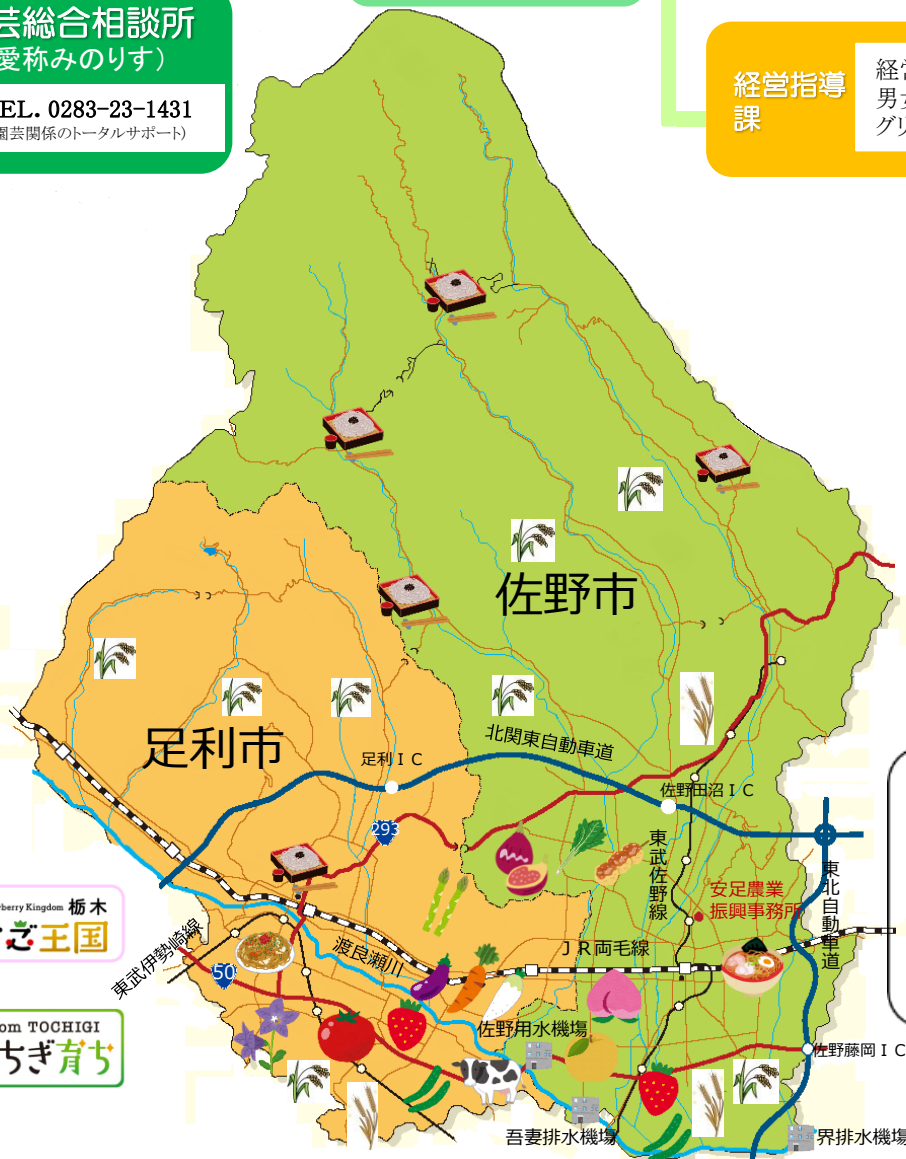 芸総合相談所
愛称みのりす）
EL. 0283-23-1431
園芸関係のトータルサポート）
経営指導
課
経営
男女
グリ
佐野市
足利市
北関東自動車道
足利ＩＣ
佐野田沼ＩＣ
293
東武佐野線
安足農業
振興事務所
東北自動車道
berry Kingdom 栃木
ご王国
東武伊勢崎線
50
渡良瀬川
ＪＲ両毛線
om TOCHIGI
ちぎ育ち
佐野用水機場
佐野藤岡ＩＣ
吾妻排水機場
界排水機場